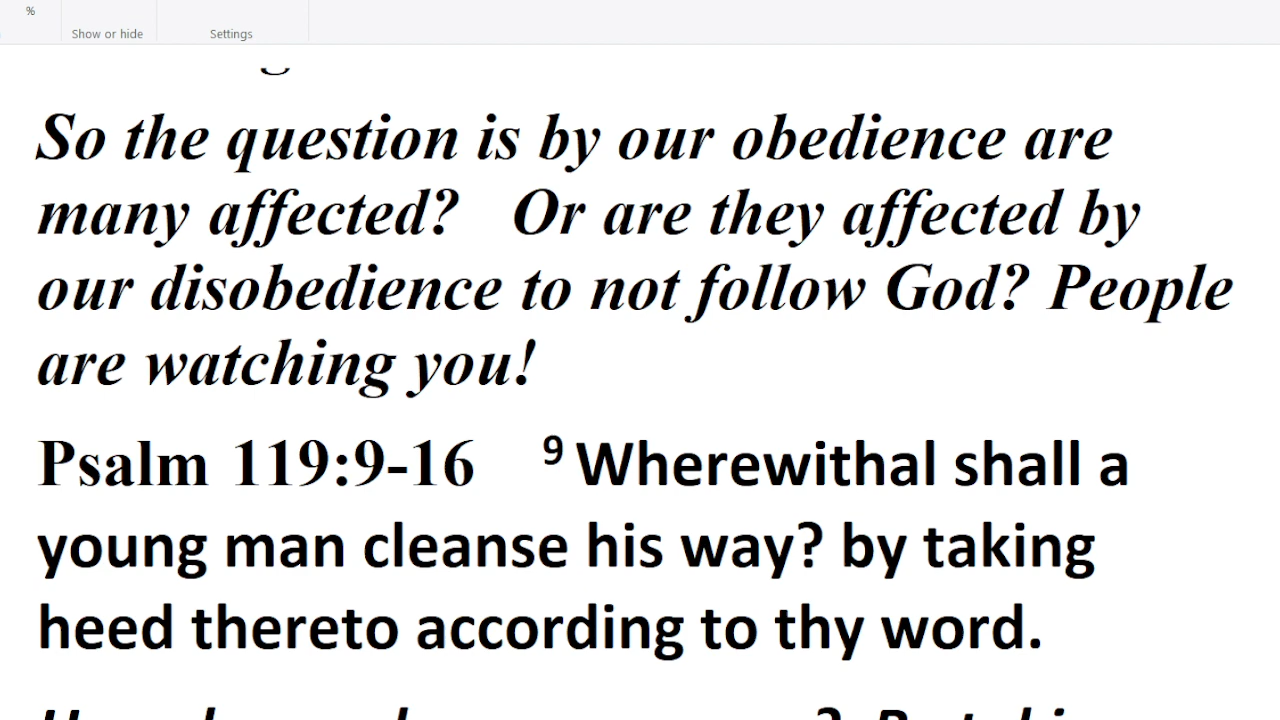 %
Show or hide
Settings
So the question is by our obedience are
many affected? Or are they affected by
our disobedience to not follow God? People
are watching you!
Psalm 119:9-16 9 Wherewithal shall a
young man cleanse his way? by taking
heed thereto according to thy word.